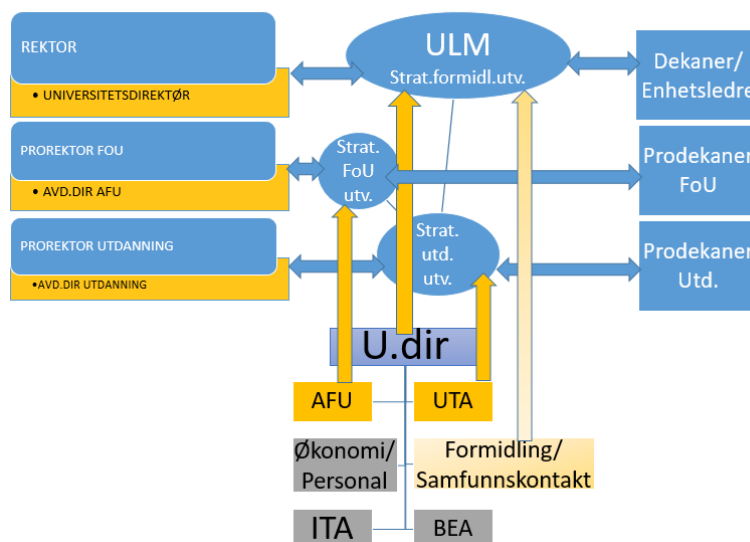 REKTOR
• UNIVERSITETSDIREKTØR
ULM
Strat.formidl.utv.
Dekaner/
Enhetsledre
PROREKTOR FOU
• AVD.DIR AFU
Strat.
FoU
utv.
Prodekaner
FoU
PROREKTOR UTDANNING
•AVD.DIR UTDANNING
Strat.
utd.
utv.
Prodekaner
Utd.
U.dir
AFU
UTA
Økonomi/
Personal
Formidling/
Samfunnskontakt
ITA
BEA